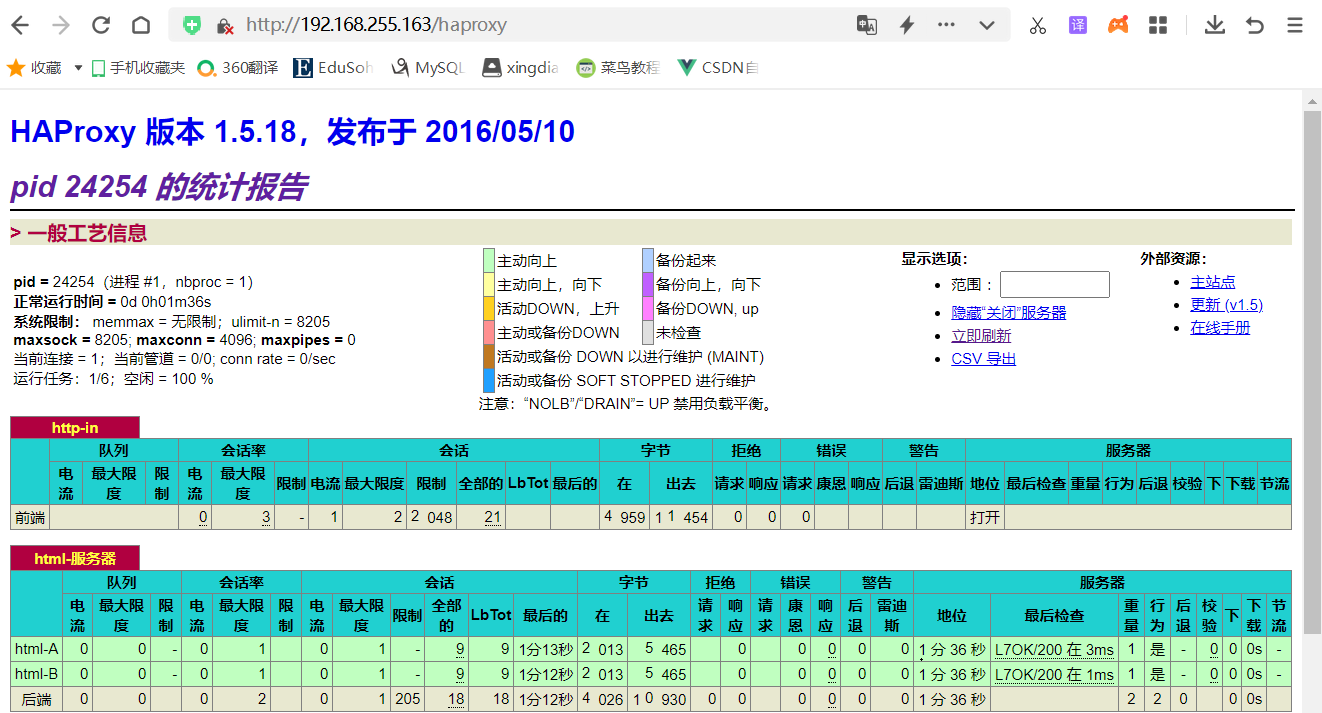 http://192.168.255.163/haproxy
译
收藏 手机收藏夹 360翻译 EduSoh MySQL xingdia 菜鸟教程 CSDN自
HAProxy 版本 1.5.18，发布于 2016/05/10
pid 24254 的统计报告
> 一般工艺信息
pid = 24254（进程 #1，nbproc = 1）
正常运行时间 = 0d 0h01m36s
系统限制： memmax = 无限制；ulimit-n = 8205
maxsock = 8205; maxconn = 4096; maxpipes = 0
当前连接 = 1；当前管道 = 0/0; conn rate = 0/sec
运行任务：1/6；空闲 = 100 %
主动向上 备份起来
主动向上，向下 备份向上，向下
活动DOWN，上升 备份DOWN, up
主动或备份DOWN 未检查
活动或备份 DOWN 以进行维护 (MAINT)
活动或备份 SOFT STOPPED 进行维护
注意：“NOLB”/“DRAIN”= UP 禁用负载平衡。
显示选项：
范围：
隐藏“关闭”服务器
立即刷新
CSV 导出
外部资源：
主站点
更新 (v1.5)
在线手册
http-in
队列 会话率 会话 字节 拒绝 错误 警告 服务器
电流 最大限度 限制 电流 最大限度 限制 电流 最大限度 限制 全部的 LbTot 最后的 在 出去 请求 响应 请求 康恩 响应 后退 雷迪斯 地位 最后检查 重量 行为 后退 校验 下 下载 节流
前端 0 3 - 1 2 2 048 21 4 959 1 1 454 0 0 0 打开
html-服务器
队列 会话率 会话 字节 拒绝 错误 警告 服务器
电流 最大限度 限制 电流 最大限度 限制 电流 最大限度 限制 全部的 LbTot 最后的 在 出去 请求 响应 请求 康恩 响应 后退 雷迪斯 地位 最后检查 重量 行为 后退 校验 下 下载 节流
html-A 0 0 - 0 1 0 1 - 9 9 1分13秒 2 013 5 465 0 0 0 0 0 1 分 36 秒 L7OK/200 在 3ms 1 是 - 0 0 0s -
html-B 0 0 - 0 1 0 1 - 9 9 1分12秒 2 013 5 465 0 0 0 0 0 1 分 36 秒 L7OK/200 在 1ms 1 是 - 0 0 0s -
后端 0 0 0 2 0 1 205 18 18 1分12秒 4 026 1 0 930 0 0 0 0 0 0 1 分 36 秒 2 2 0 0 0s